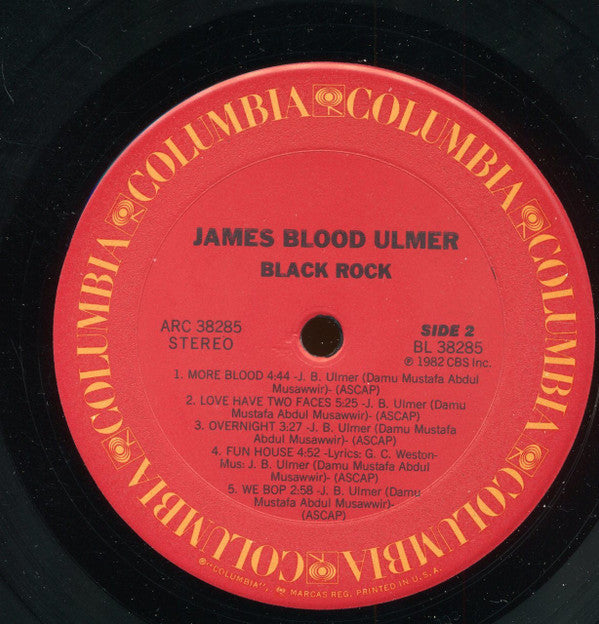 COLUMBIA COLUMBIA COLUMBIA COLUMBIA COLUMBIA COLUMBIA COLUMBIA
JAMES BLOOD ULMER
BLACK ROCK
ARC 38285
STEREO
SIDE 2
BL 38285
℗ 1982 CBS Inc.
1. MORE BLOOD 4:44 -J. B. Ulmer (Damu Mustafa Abdul
Musawwir)- (ASCAP)
2. LOVE HAVE TWO FACES 5:25 -J. B. Ulmer (Damu
Mustafa Abdul Musawwir)- (ASCAP)
3. OVERNIGHT 3:27 -J. B. Ulmer (Damu Mustafa
Abdul Musawwir)- (ASCAP)
4. FUN HOUSE 4:52 -Lyrics: G. C. Weston-
Mus: J. B. Ulmer (Damu Mustafa Abdul
Musawwir)- (ASCAP)
5. WE BOP 2:58 -J. B. Ulmer (Damu
Mustafa Abdul Musawwir)-
(ASCAP)
®-"COLUMBIA", MARCAS REG. PRINTED IN U.S.A.